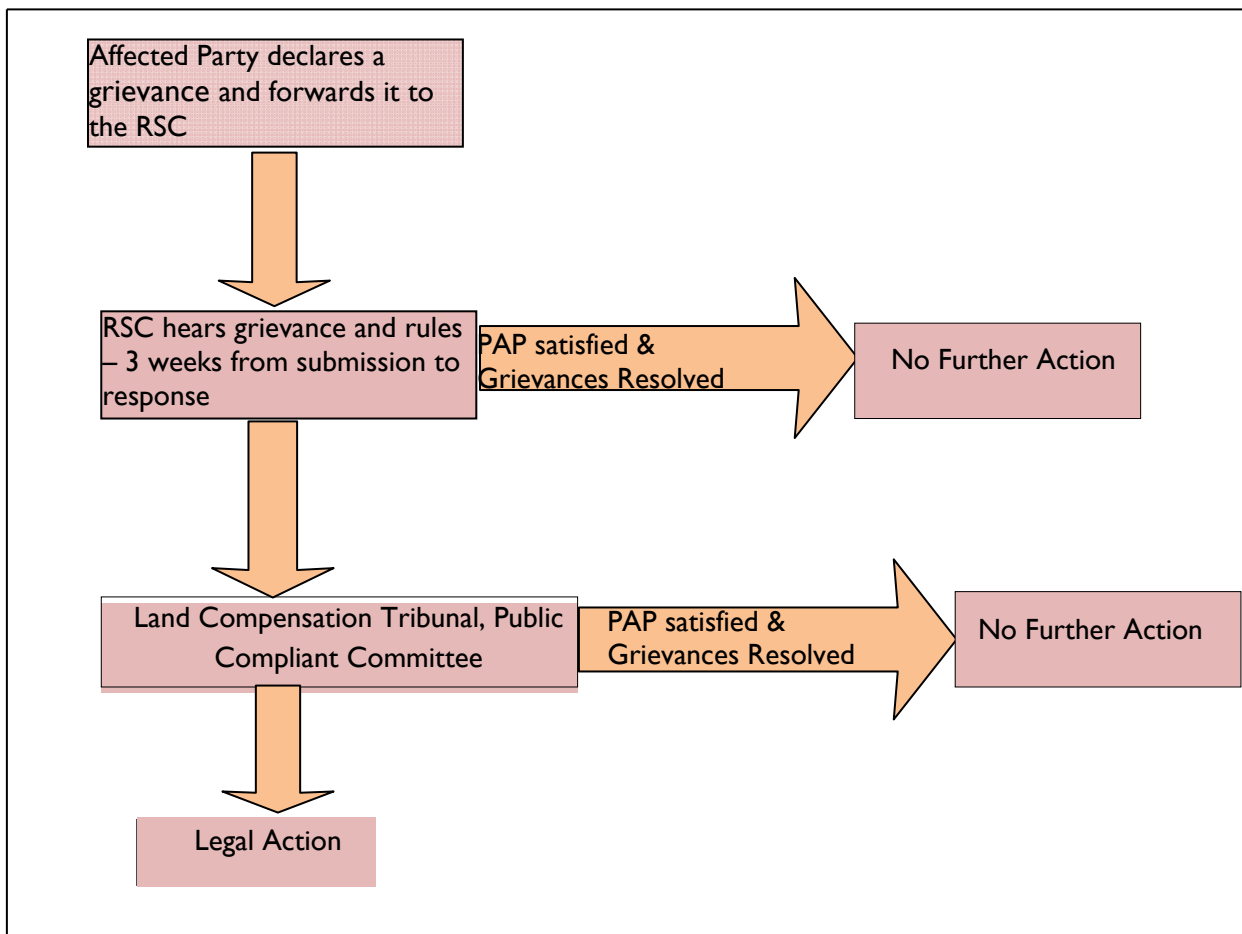 Affected Party declares a
grievance and forwards it to
the RSC
RSC hears grievance and rules
– 3 weeks from submission to
response
PAP satisfied &
Grievances Resolved
No Further Action
Land Compensation Tribunal, Public
Compliant Committee
PAP satisfied &
Grievances Resolved
No Further Action
Legal Action